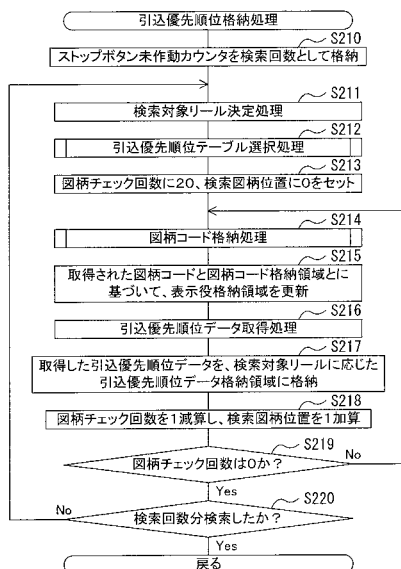 引込優先順位格納処理
S210
ストップボタン未作動カウンタを検索回数として格納
S211
検索対象リール決定処理
S212
引込優先順位テーブル選択処理
S213
図柄チェック回数に20、検索図柄位置に0をセット
S214
図柄コード格納処理
S215
取得された図柄コードと図柄コード格納領域とに
基づいて、表示役格納領域を更新
S216
引込優先順位データ取得処理
S217
取得した引込優先順位データを、検索対象リールに応じた
引込優先順位データ格納領域に格納
S218
図柄チェック回数を1減算し、検索図柄位置を1加算
S219
図柄チェック回数は0か?
No
Yes
S220
No
検索回数分検索したか?
Yes
戻る